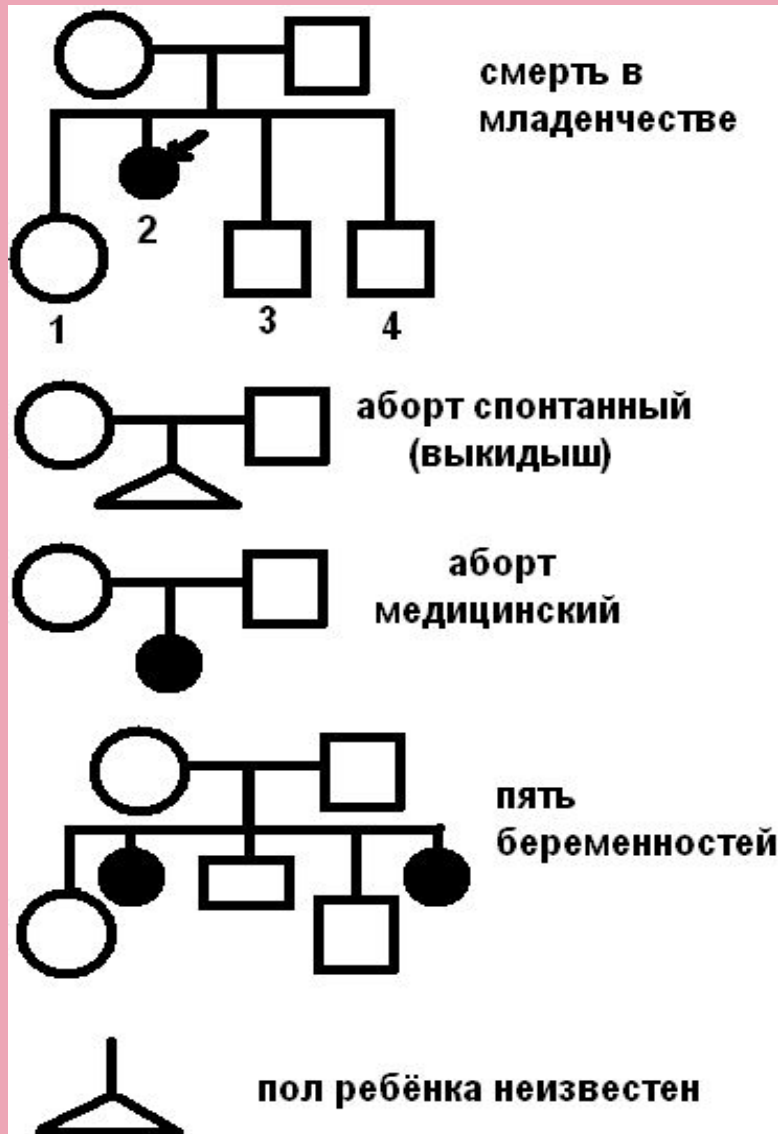 смерть в
младенчестве
2
1
3
4
аборт спонтанный
(выкидыш)
аборт
медицинский
пять
беременностей
пол ребёнка неизвестен